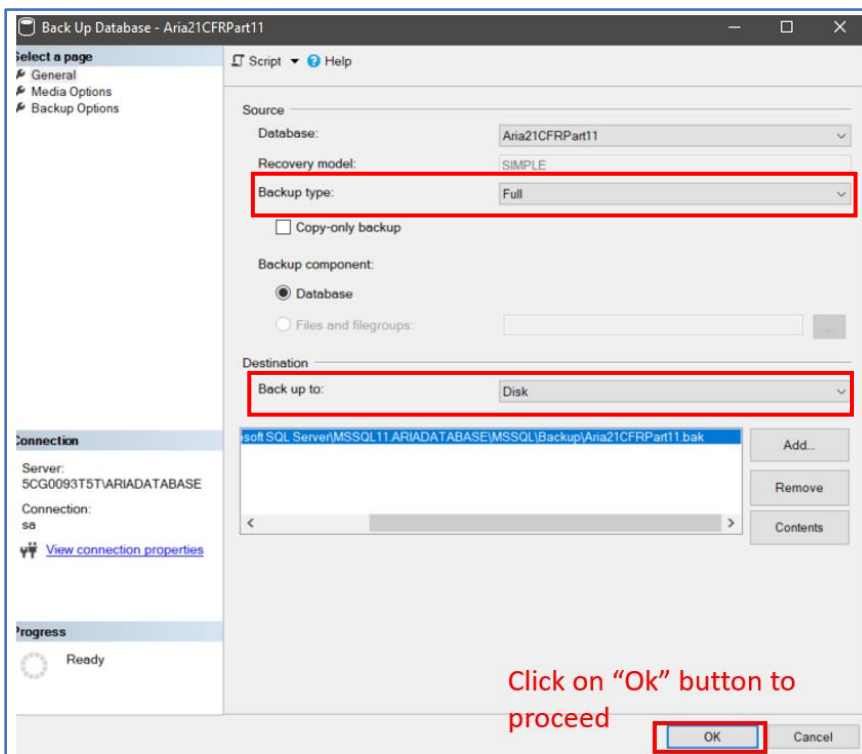 Back Up Database - Aria21CFRPart11
Select a page
General
Media Options
Backup Options
Script Help
Source
Database: Aria21CFRPart11
Recovery model: SIMPLE
Backup type: Full
Copy-only backup
Backup component:
Database
Files and filegroups:
...
Destination
Back up to: Disk
osoft SQL Server\MSSQL11.ARIADATABASE\MSSQL\Backup\Aria21CFRPart11.bak
Add...
Remove
Contents
Connection
Server:
5CG0093T5T\ARIADATABASE
Connection:
sa
View connection properties
Progress
Ready
Click on “Ok” button to
proceed
OK Cancel